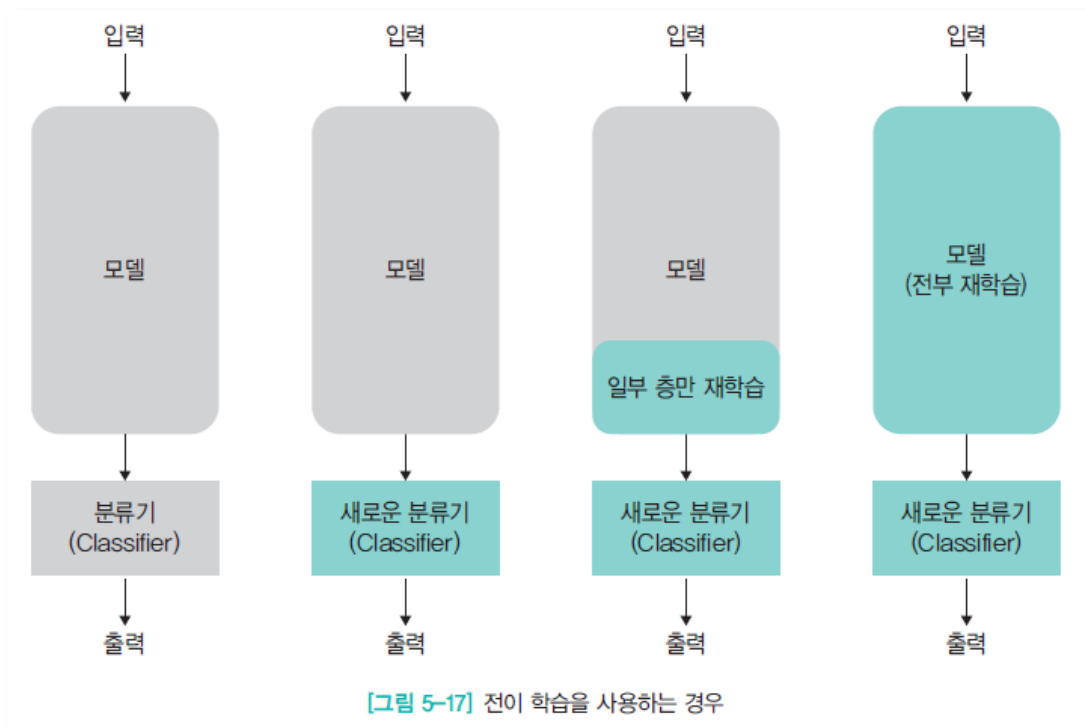 입력
모델
분류기
(Classifier)
출력
입력
모델
새로운 분류기
(Classifier)
출력
입력
모델
일부 층만 재학습
새로운 분류기
(Classifier)
출력
입력
모델
(전부 재학습)
새로운 분류기
(Classifier)
출력
[그림 5-17] 전이 학습을 사용하는 경우